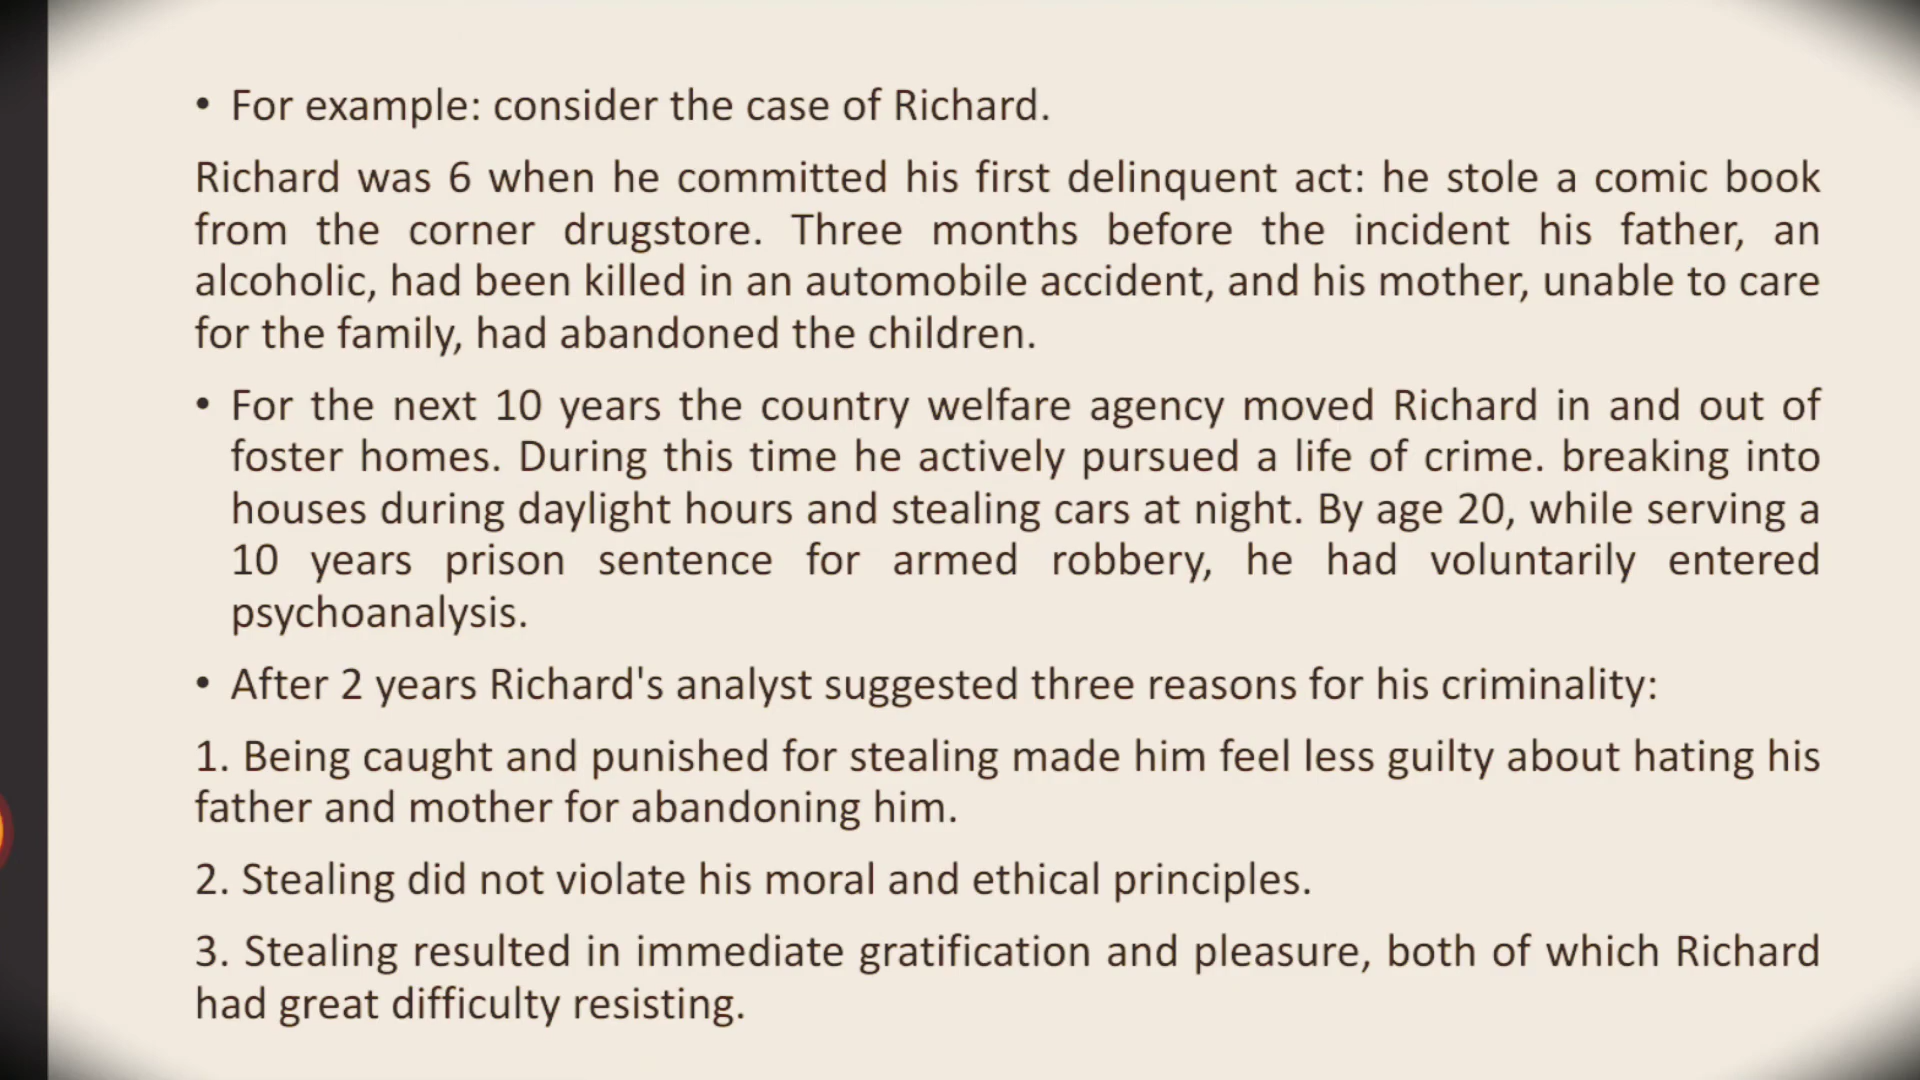 • For example: consider the case of Richard.
Richard was 6 when he committed his first delinquent act: he stole a comic book
from the corner drugstore. Three months before the incident his father, an
alcoholic, had been killed in an automobile accident, and his mother, unable to care
for the family, had abandoned the children.
• For the next 10 years the country welfare agency moved Richard in and out of
foster homes. During this time he actively pursued a life of crime. breaking into
houses during daylight hours and stealing cars at night. By age 20, while serving a
10 years prison sentence for armed robbery, he had voluntarily entered
psychoanalysis.
• After 2 years Richard's analyst suggested three reasons for his criminality:
1. Being caught and punished for stealing made him feel less guilty about hating his
father and mother for abandoning him.
2. Stealing did not violate his moral and ethical principles.
3. Stealing resulted in immediate gratification and pleasure, both of which Richard
had great difficulty resisting.